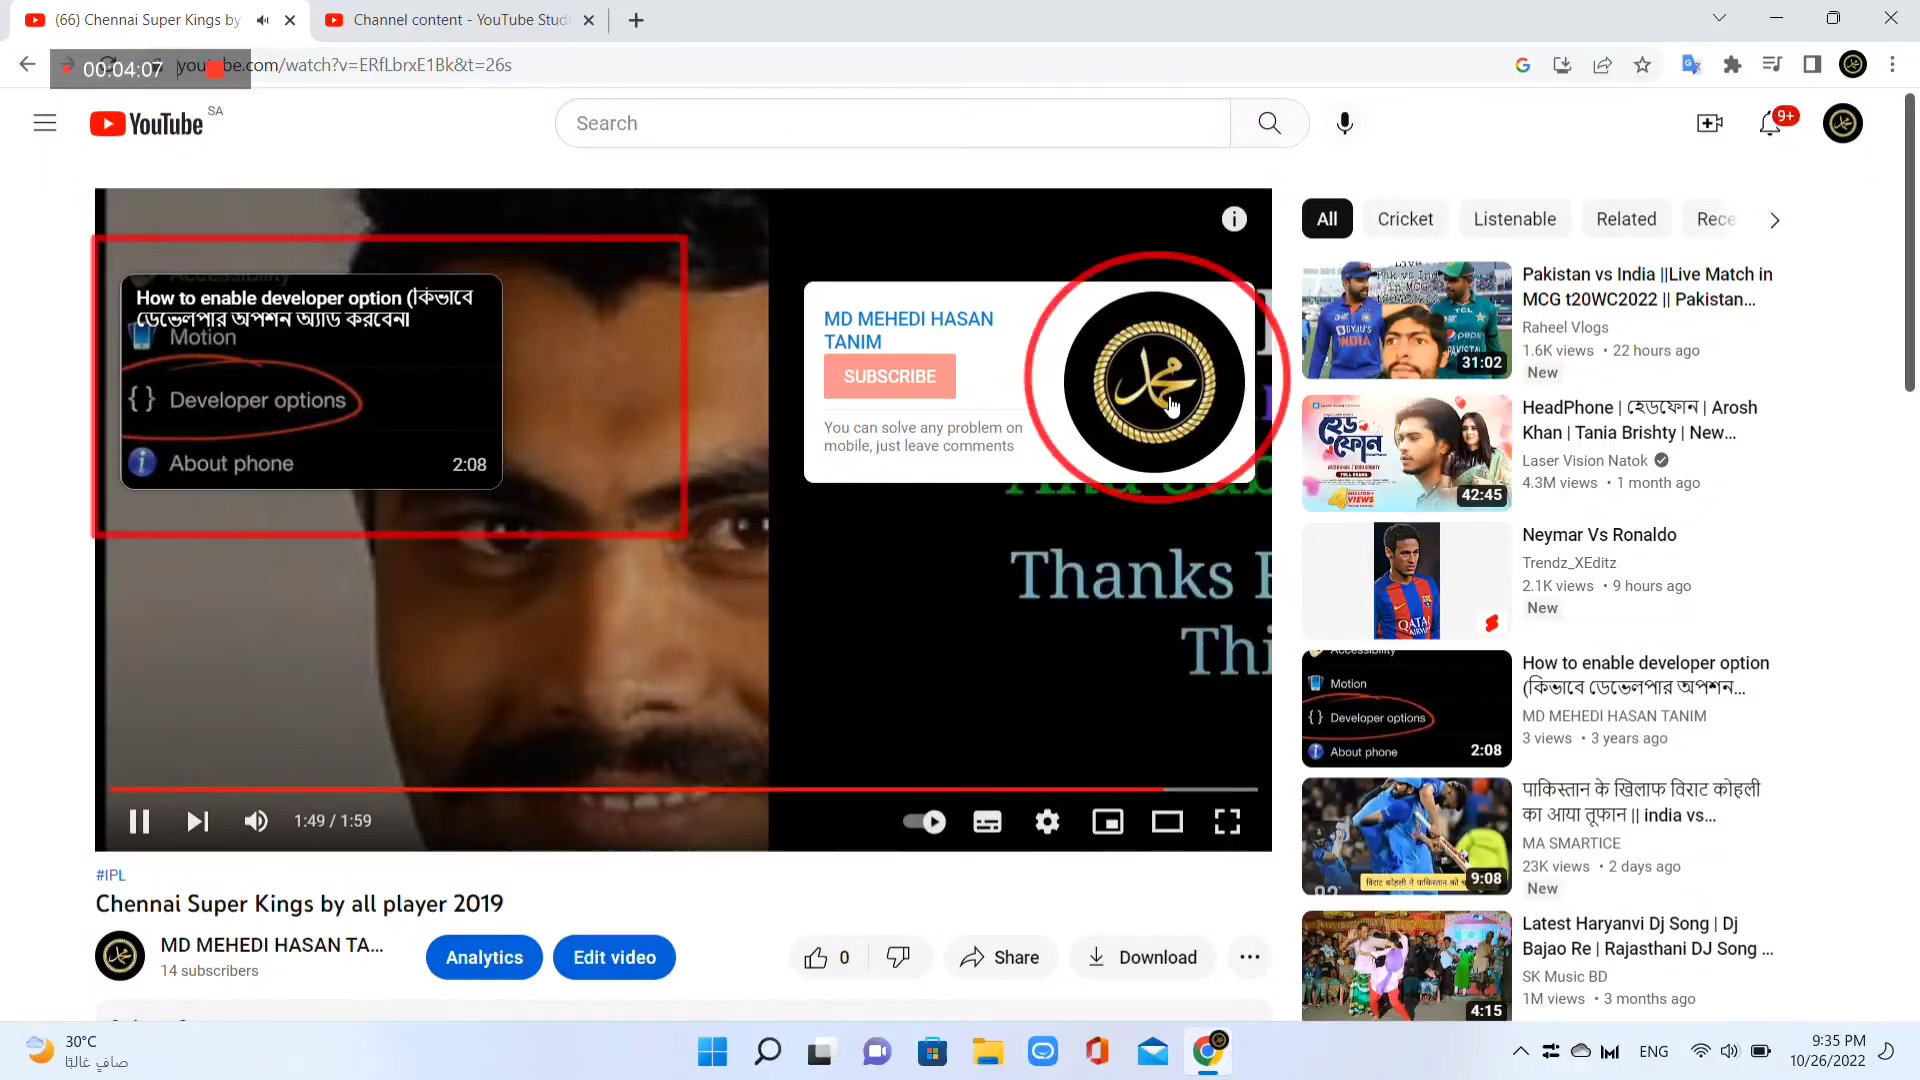 (66) Chennai Super Kings by
Channel content - YouTube Studi
00:04:07
youtube.com/watch?v=ERfLbrxE1Bk&t=26s
YouTube SA
Search
9+
How to enable developer option (কিভাবে
ডেভেলপার অপশন অ্যাড করবেন।
Motion
{ } Developer options
About phone
2:08
MD MEHEDI HASAN
TANIM
SUBSCRIBE
You can solve any problem on
mobile, just leave comments
Thanks
Thi
1:49 / 1:59
#IPL
Chennai Super Kings by all player 2019
MD MEHEDI HASAN TA...
14 subscribers
Analytics
Edit video
0
Share
Download
All
Cricket
Listenable
Related
Rece
Pakistan vs India ||Live Match in
MCG t20WC2022 || Pakistan...
Raheel Vlogs
1.6K views • 22 hours ago
New
31:02
HeadPhone | হেডফোন | Arosh
Khan | Tania Brishty | New...
Laser Vision Natok
4.3M views • 1 month ago
হেড
ফোন
42:45
Neymar Vs Ronaldo
Trendz_XEditz
2.1K views • 9 hours ago
New
QATAR
AIRWAYS
How to enable developer option
(কিভাবে ডেভেলপার অপশন...
MD MEHEDI HASAN TANIM
3 views • 3 years ago
Accessibility
Motion
{ } Developer options
About phone
2:08
पाकिस्तान के खिलाफ विराट कोहली
का आया तूफान || india vs...
MA SMARTICE
23K views • 2 days ago
New
9:08
Latest Haryanvi Dj Song | Dj
Bajao Re | Rajasthani DJ Song ...
SK Music BD
1M views • 3 months ago
4:15
30°C
صافٍ غالبًا
ENG
9:35 PM
10/26/2022